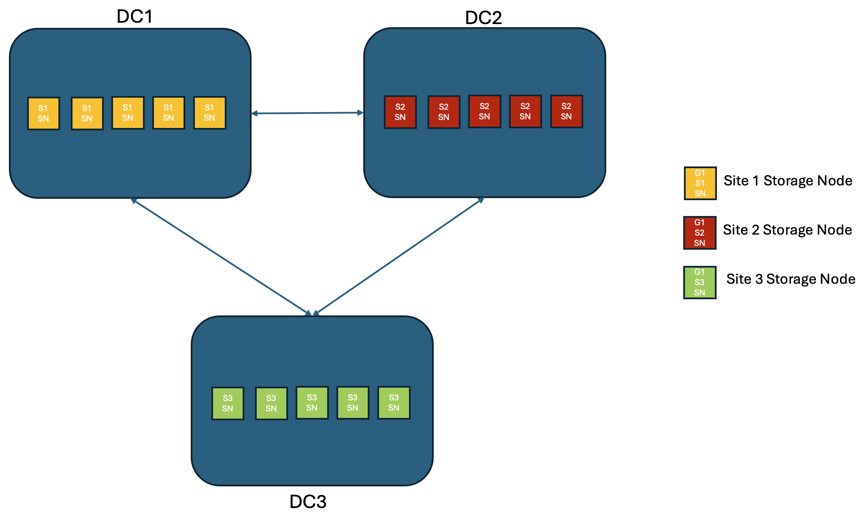 DC1
DC2
S1
SN
S1
SN
S1
SN
S1
SN
S1
SN
S2
SN
S2
SN
S2
SN
S2
SN
S2
SN
G1
S1
SN
Site 1 Storage Node
G1
S2
SN
Site 2 Storage Node
G1
S3
SN
Site 3 Storage Node
S3
SN
S3
SN
S3
SN
S3
SN
S3
SN
DC3